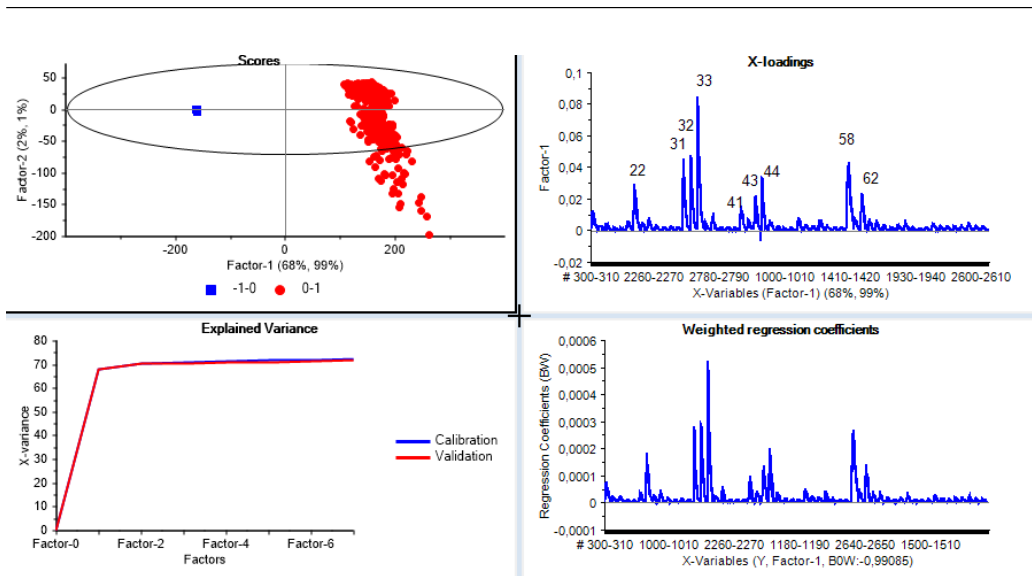 Scores
Factor-2 (2%, 1%)
50
0
-50
-100
-150
-200
-200
0
200
Factor-1 (68%, 99%)
-1-0
0-1
X-loadings
Factor-1
0,1
0,08
0,06
0,04
0,02
0
-0,02
22
31
32
33
41
43
44
58
62
# 300-310 2260-2270 2780-2790 1000-1010 1410-1420 1930-1940 2600-2610
X-Variables (Factor-1) (68%, 99%)
Explained Variance
X-variance
80
70
60
50
40
30
20
10
0
Calibration
Validation
Factor-0 Factor-2 Factor-4 Factor-6
Factors
Weighted regression coefficients
Regression Coefficients (BW)
0,0006
0,0005
0,0004
0,0003
0,0002
0,0001
0
-0,0001
# 300-310 1000-1010 2260-2270 1180-1190 2640-2650 1500-1510
X-Variables (Y, Factor-1, B0W:-0,99085)